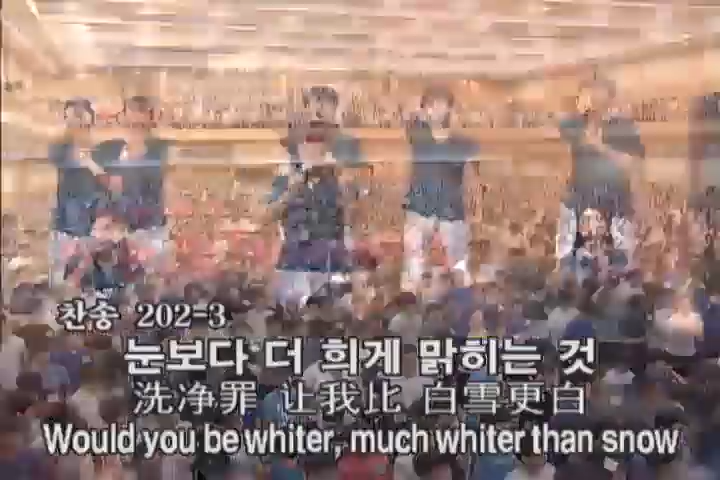 찬송 202-3
눈보다 더 희게 맑히는 것
洗净罪 让我比 白雪更白
Would you be whiter, much whiter than snow